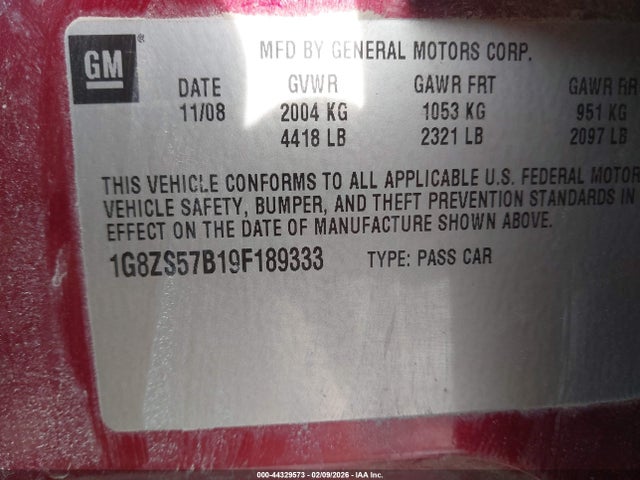 GM ®
MFD BY GENERAL MOTORS CORP.
DATE GVWR GAWR FRT GAWR RR
11/08 2004 KG 1053 KG 951 KG
4418 LB 2321 LB 2097 LB
THIS VEHICLE CONFORMS TO ALL APPLICABLE U.S. FEDERAL MOTOR
VEHICLE SAFETY, BUMPER, AND THEFT PREVENTION STANDARDS IN
EFFECT ON THE DATE OF MANUFACTURE SHOWN ABOVE.
1G8ZS57B19F189333 TYPE: PASS CAR
000-44329573 - 02/09/2026 - IAA Inc.